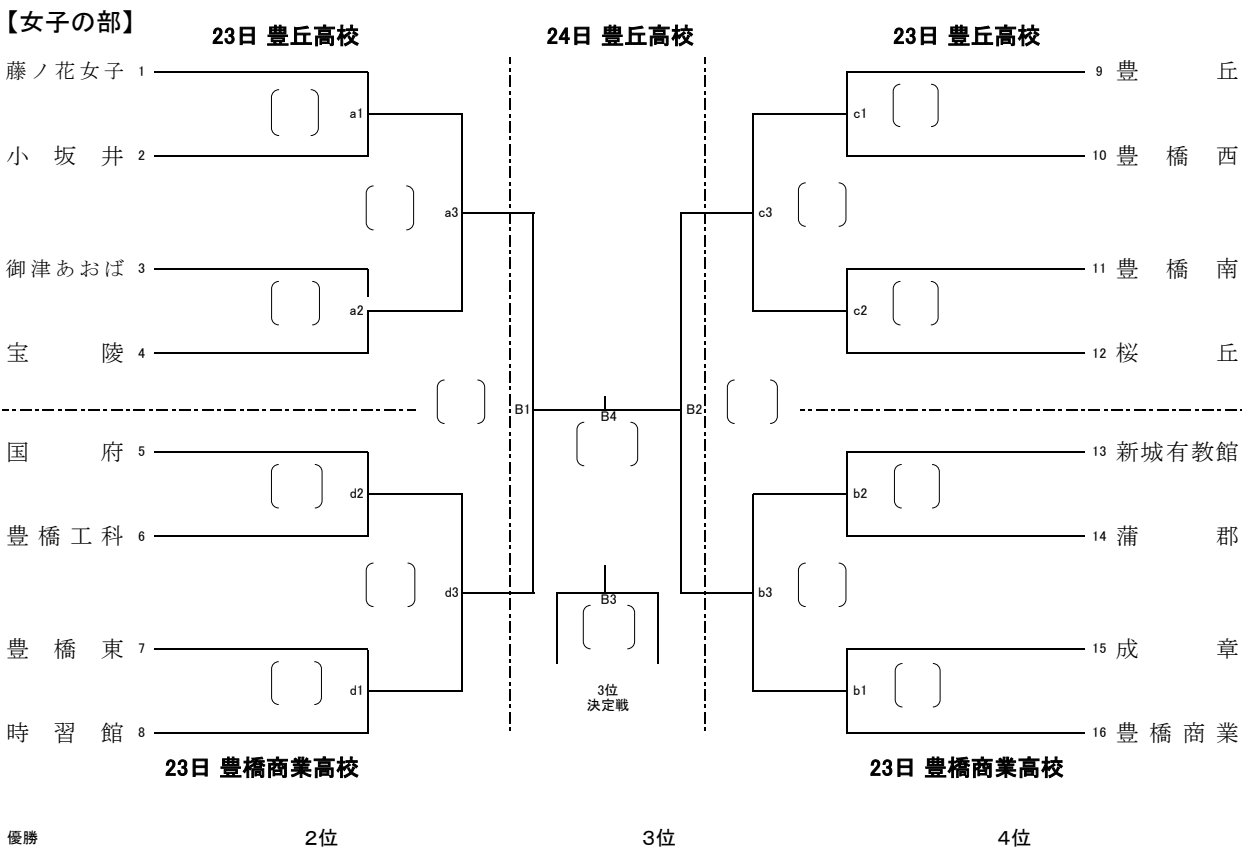 【女子の部】
23日 豊丘高校
24日 豊丘高校
23日 豊丘高校
藤ノ花女子 1
a1
小坂井 2
a3
御津あおば 3
a2
宝陵 4
国府 5
d2
豊橋工科 6
d3
豊橋東 7
d1
時習館 8
B1
B4
B2
B3
3位
決定戦
9 豊丘
c1
10 豊橋西
c3
11 豊橋南
c2
12 桜丘
13 新城有教館
b2
14 蒲郡
b3
15 成章
b1
16 豊橋商業
23日 豊橋商業高校
23日 豊橋商業高校
優勝 2位 3位 4位